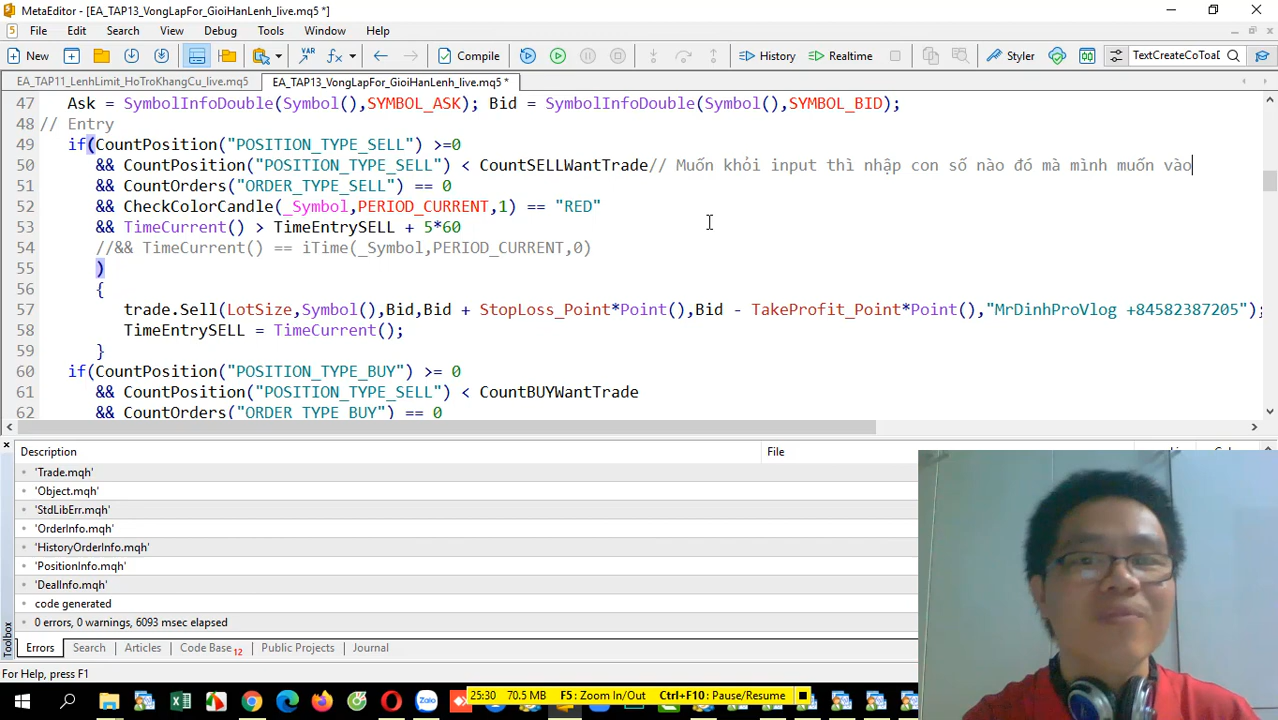 MetaEditor - [EA_TAP13_VongLapFor_GioiHanLenh_live.mq5 *]
File Edit Search View Debug Tools Window Help
New Compile History Realtime Styler TextCreateCoToaD
EA_TAP11_LenhLimit_HoTroKhangCu_live.mq5 EA_TAP13_VongLapFor_GioiHanLenh_live.mq5 *
47 Ask = SymbolInfoDouble(Symbol(),SYMBOL_ASK); Bid = SymbolInfoDouble(Symbol(),SYMBOL_BID);
48 // Entry
49 if(CountPosition("POSITION_TYPE_SELL") >=0
50 && CountPosition("POSITION_TYPE_SELL") < CountSELLWantTrade// Muốn khỏi input thì nhập con số nào đó mà mình muốn vào
51 && CountOrders("ORDER_TYPE_SELL") == 0
52 && CheckColorCandle(_Symbol,PERIOD_CURRENT,1) == "RED"
53 && TimeCurrent() > TimeEntrySELL + 5*60
54 //&& TimeCurrent() == iTime(_Symbol,PERIOD_CURRENT,0)
55 )
56 {
57 trade.Sell(LotSize,Symbol(),Bid,Bid + StopLoss_Point*Point(),Bid - TakeProfit_Point*Point(),"MrDinhProVlog +84582387205");
58 TimeEntrySELL = TimeCurrent();
59 }
60 if(CountPosition("POSITION_TYPE_BUY") >= 0
61 && CountPosition("POSITION_TYPE_SELL") < CountBUYWantTrade
62 && CountOrders("ORDER_TYPE_BUY") == 0
Description File
'Trade.mqh'
'Object.mqh'
'StdLibErr.mqh'
'OrderInfo.mqh'
'HistoryOrderInfo.mqh'
'PositionInfo.mqh'
'DealInfo.mqh'
code generated
0 errors, 0 warnings, 6093 msec elapsed
Toolbox
Errors Search Articles Code Base 12 Public Projects Journal
For Help, press F1
Zalo
25:30 70.5 MB F5: Zoom In/Out Ctrl+F10: Pause/Resume